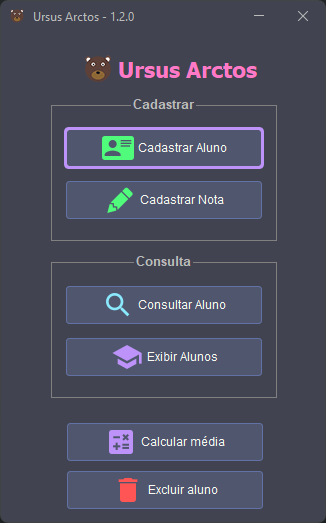 Ursus Arctos - 1.2.0
Ursus Arctos
Cadastrar
Cadastrar Aluno
Cadastrar Nota
Consulta
Consultar Aluno
Exibir Alunos
Calcular média
Excluir aluno